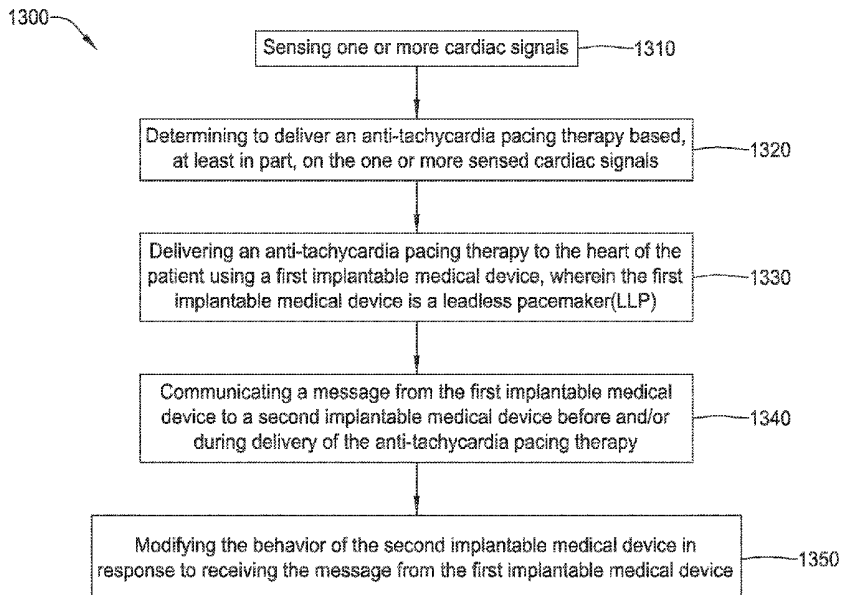 1300
Sensing one or more cardiac signals
1310
Determining to deliver an anti-tachycardia pacing therapy based,
at least in part, on the one or more sensed cardiac signals
1320
Delivering an anti-tachycardia pacing therapy to the heart of the
patient using a first implantable medical device, wherein the first
implantable medical device is a leadless pacemaker(LLP)
1330
Communicating a message from the first implantable medical
device to a second implantable medical device before and/or
during delivery of the anti-tachycardia pacing therapy
1340
Modifying the behavior of the second implantable medical device in
response to receiving the message from the first implantable medical device
1350